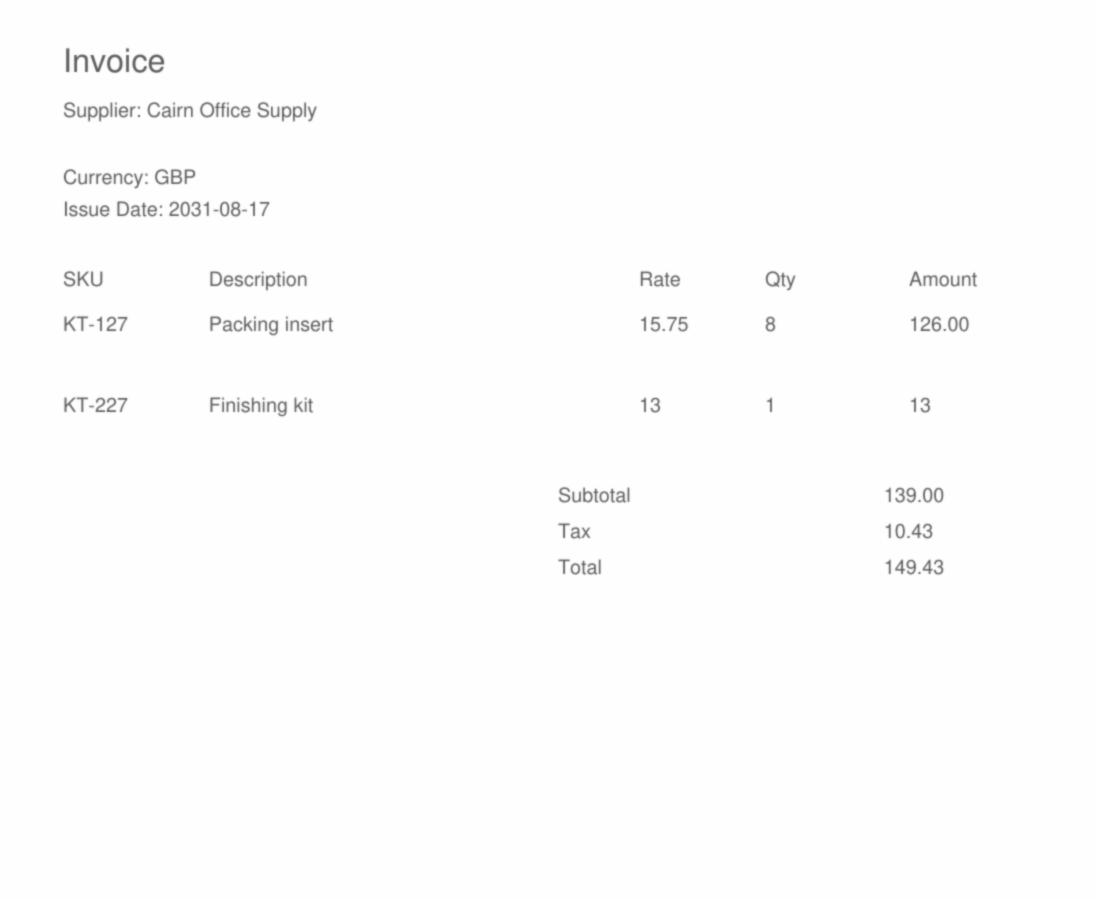 Invoice
Supplier: Cairn Office Supply
Currency: GBP
Issue Date: 2031-08-17
SKU Description Rate Qty Amount
KT-127 Packing insert 15.75 8 126.00
KT-227 Finishing kit 13 1 13
Subtotal 139.00
Tax 10.43
Total 149.43